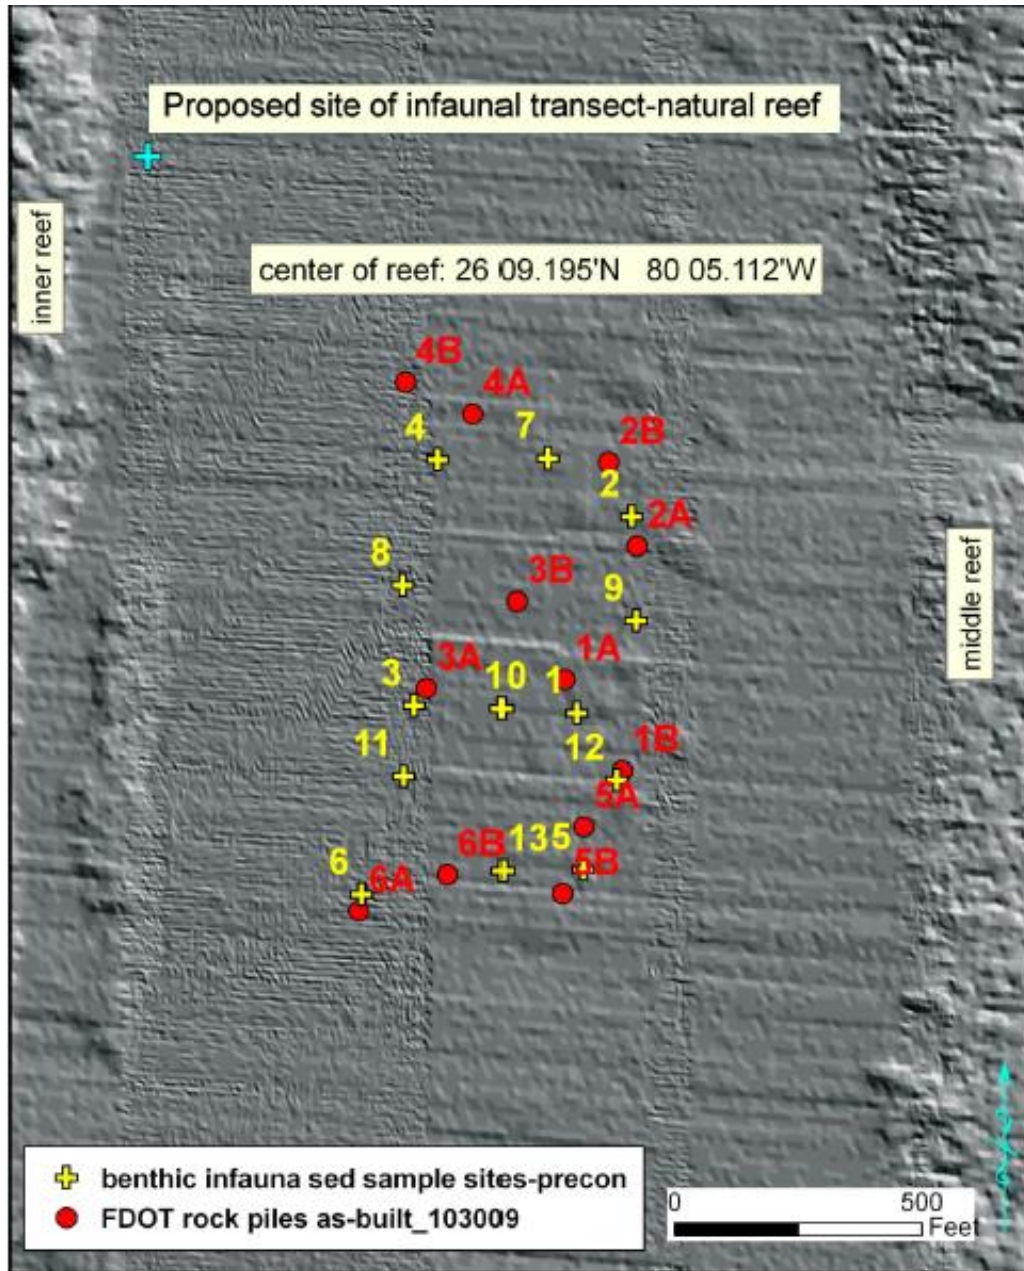 Proposed site of infaunal transect-natural reef
inner reef
center of reef: 26 09.195'N 80 05.112'W
4B
4A
4
7
2B
2
2A
8
3B
9
middle reef
1A
3A
3
10
1
11
12
1B
5A
6B
13
5
5B
6
6A
benthic infauna sed sample sites-precon
FDOT rock piles as-built_103009
0 500
Feet